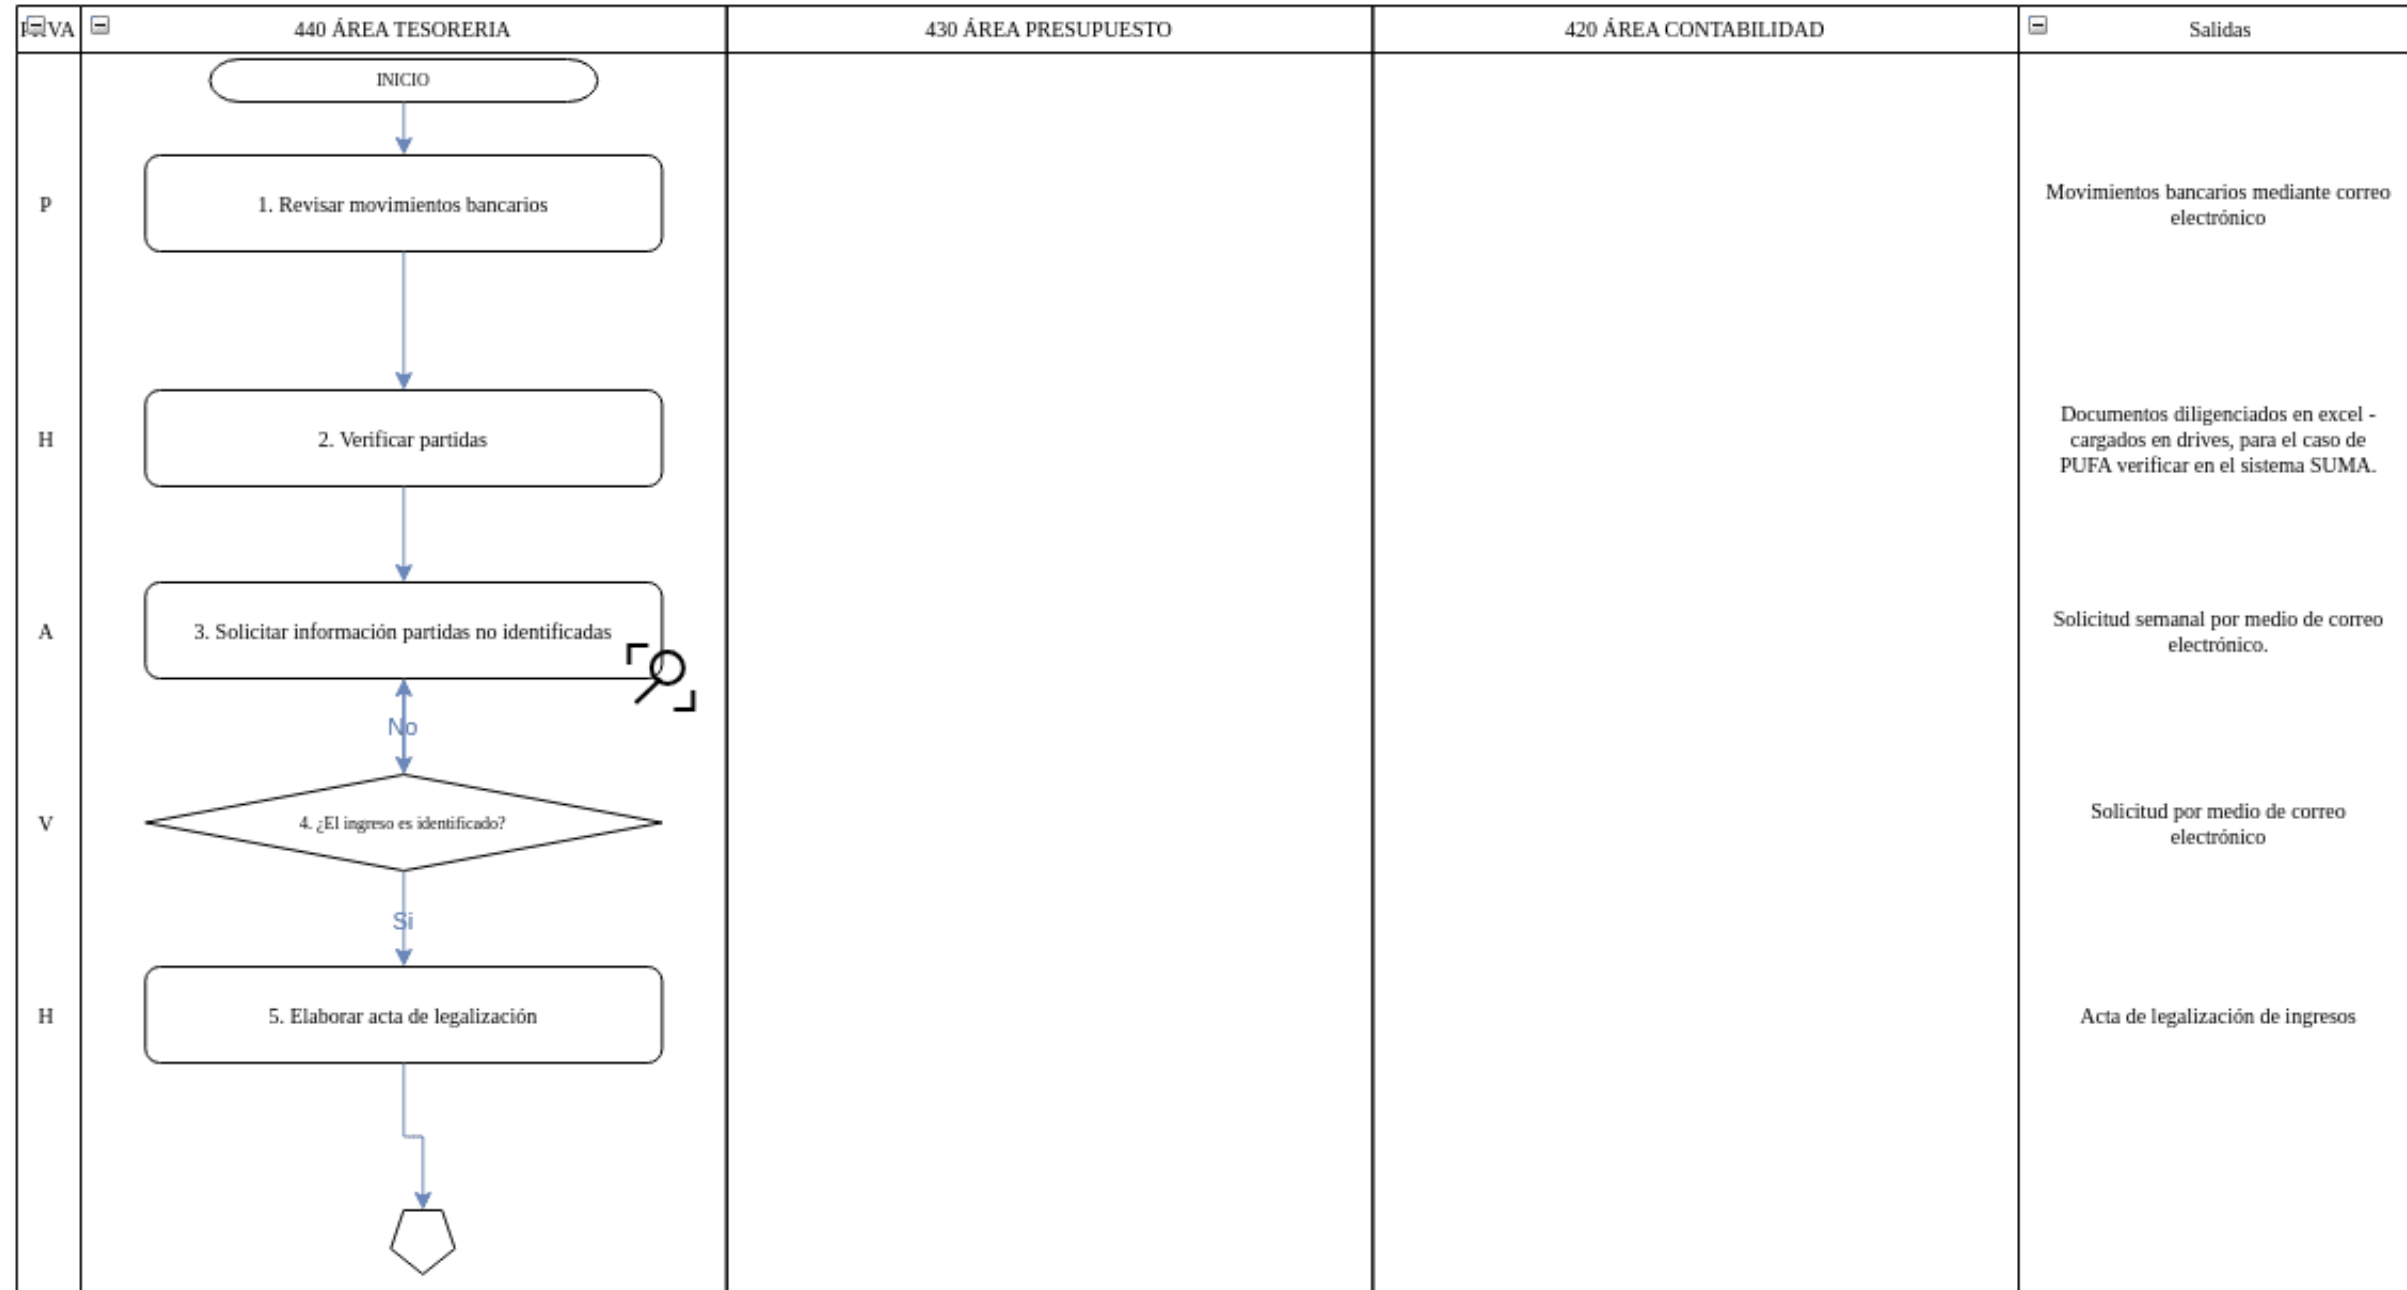 VA
440 ÁREA TESORERIA
430 ÁREA PRESUPUESTO
420 ÁREA CONTABILIDAD
Salidas
INICIO
P
1. Revisar movimientos bancarios
Movimientos bancarios mediante correo
electrónico
H
2. Verificar partidas
Documentos diligenciados en excel -
cargados en drives, para el caso de
PUFA verificar en el sistema SUMA.
A
3. Solicitar información partidas no identificadas
Solicitud semanal por medio de correo
electrónico.
No
V
4. ¿El ingreso es identificado?
Solicitud por medio de correo
electrónico
Si
H
5. Elaborar acta de legalización
Acta de legalización de ingresos